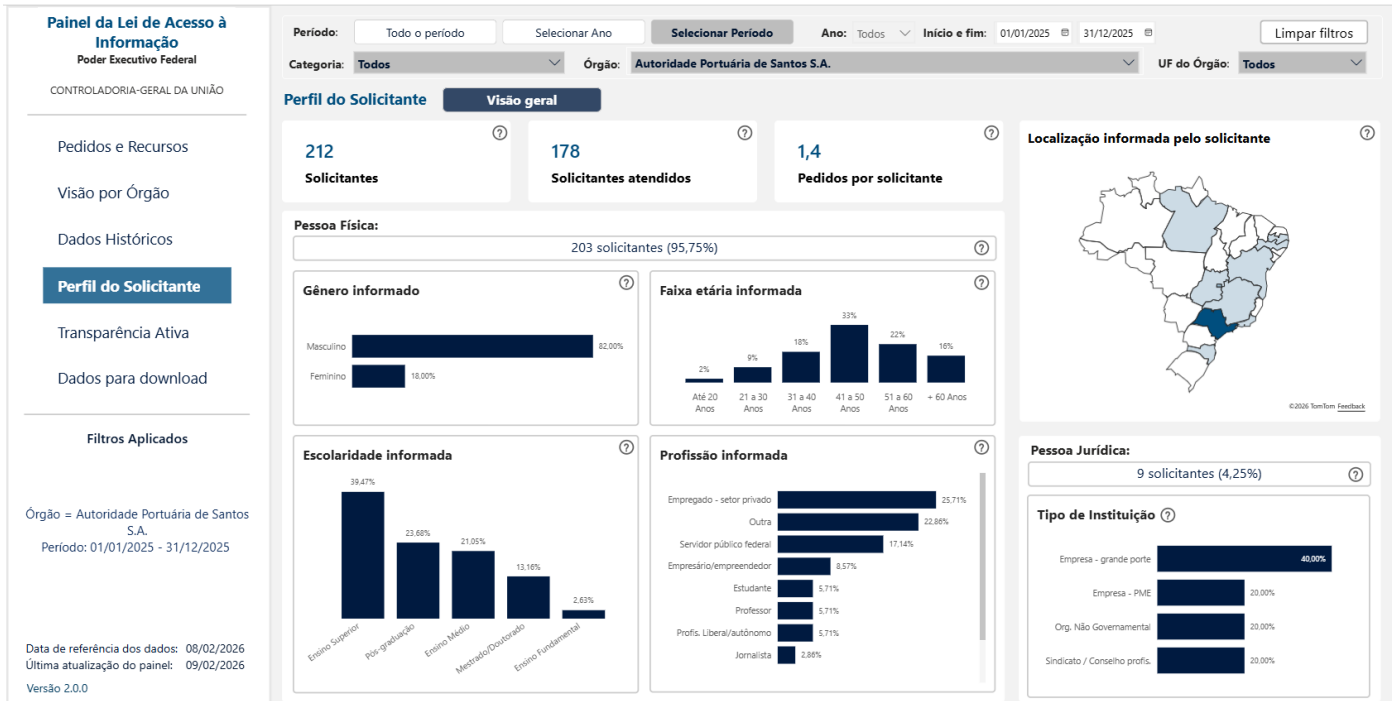 Painel da Lei de Acesso à
Informação
Poder Executivo Federal
CONTROLADORIA-GERAL DA UNIÃO
Pedidos e Recursos
Visão por Órgão
Dados Históricos
Perfil do Solicitante
Transparência Ativa
Dados para download
Filtros Aplicados
Órgão = Autoridade Portuária de Santos
S.A.
Período: 01/01/2025 - 31/12/2025
Data de referência dos dados: 08/02/2026
Última atualização do painel: 09/02/2026
Versão 2.0.0
Período: Todo o período Selecionar Ano Selecionar Período Ano: Todos Início e fim: 01/01/2025 31/12/2025 Limpar filtros
Categoria: Todos Órgão: Autoridade Portuária de Santos S.A. UF do Órgão: Todos
Perfil do Solicitante Visão geral
212
Solicitantes
178
Solicitantes atendidos
1,4
Pedidos por solicitante
Pessoa Física:
203 solicitantes (95,75%)
Gênero informado
Masculino 82,00%
Feminino 18,00%
Faixa etária informada
2% 9% 18% 33% 22% 16%
Até 20 Anos
21 a 30 Anos
31 a 40 Anos
41 a 50 Anos
51 a 60 Anos
+ 60 Anos
Escolaridade informada
39,47% 23,68% 21,05% 13,16% 2,63%
Ensino Superior
Pós-graduação
Ensino Médio
Mestrado/Doutorado
Ensino Fundamental
Profissão informada
Empregado - setor privado 25,71%
Outra 22,86%
Servidor público federal 17,14%
Empresário/empreendedor 8,57%
Estudante 5,71%
Professor 5,71%
Profis. Liberal/autônomo 5,71%
Jornalista 2,86%
Localização informada pelo solicitante
©2026 TomTom Feedback
Pessoa Jurídica:
9 solicitantes (4,25%)
Tipo de Instituição
Empresa - grande porte 40,00%
Empresa - PME 20,00%
Org. Não Governamental 20,00%
Sindicato / Conselho profis. 20,00%